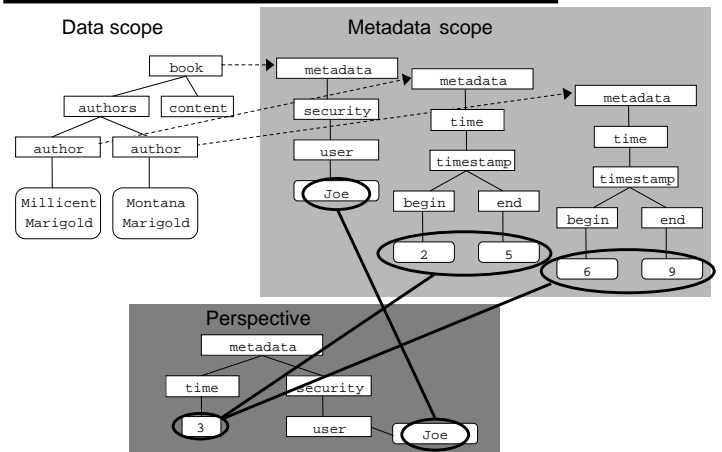 Data scope
Metadata scope
book
authors
content
author
author
Millicent
Marigold
Montana
Marigold
metadata
security
user
Joe
metadata
time
timestamp
begin
end
2
5
metadata
time
timestamp
begin
end
6
9
Perspective
metadata
time
security
3
user
Joe